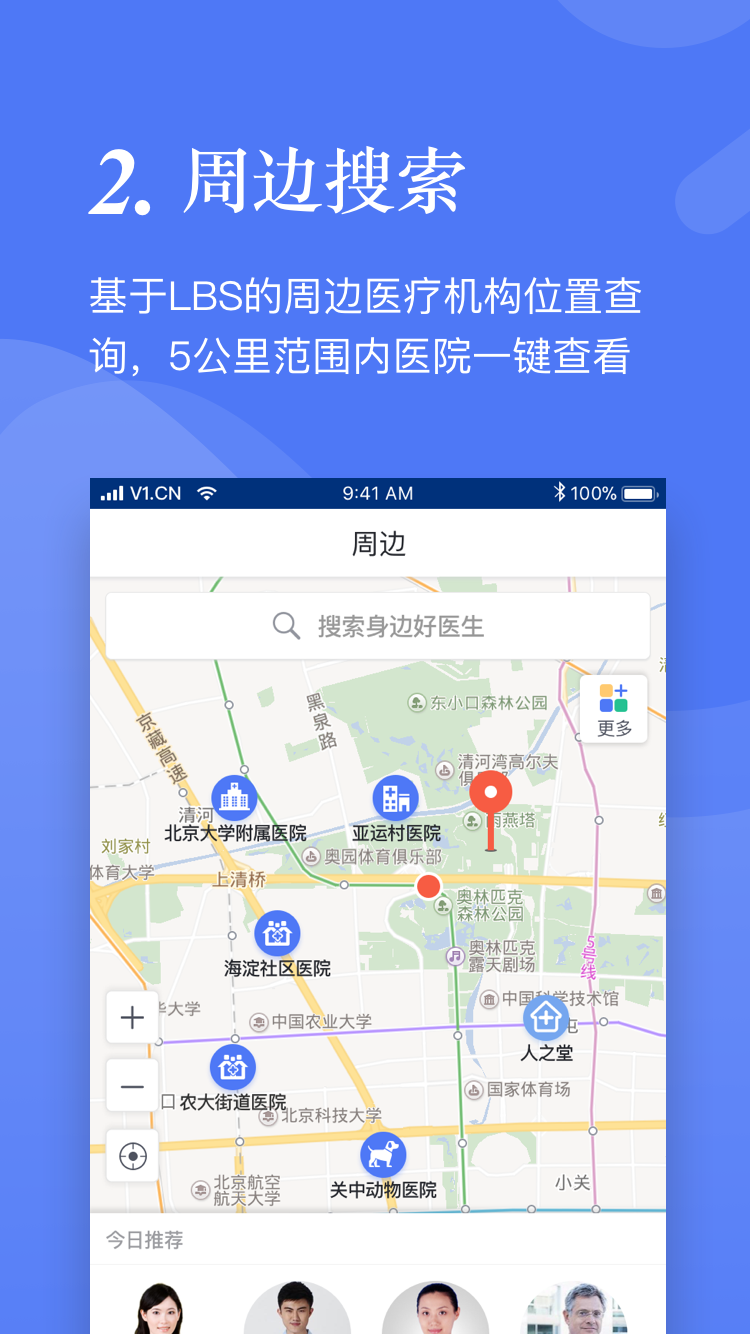 2. 周边搜索
基于LBS的周边医疗机构位置查
询，5公里范围内医院一键查看
V1.CN 9:41 AM 100%
周边
搜索身边好医生
更多
黑泉路
东小口森林公园
京藏高速
清河湾高尔夫
清河
北京大学附属医院
亚运村医院
雨燕塔
刘家村
奥园体育俱乐部
体育大学
上清桥
奥林匹克
森林公园
海淀社区医院
奥林匹克
露天剧场
5号线
华大学
中国农业大学
中国科学技术馆
屯
人之堂
农大街道医院
国家体育场
北京科技大学
关中动物医院
北京航空
航天大学
小关
今日推荐